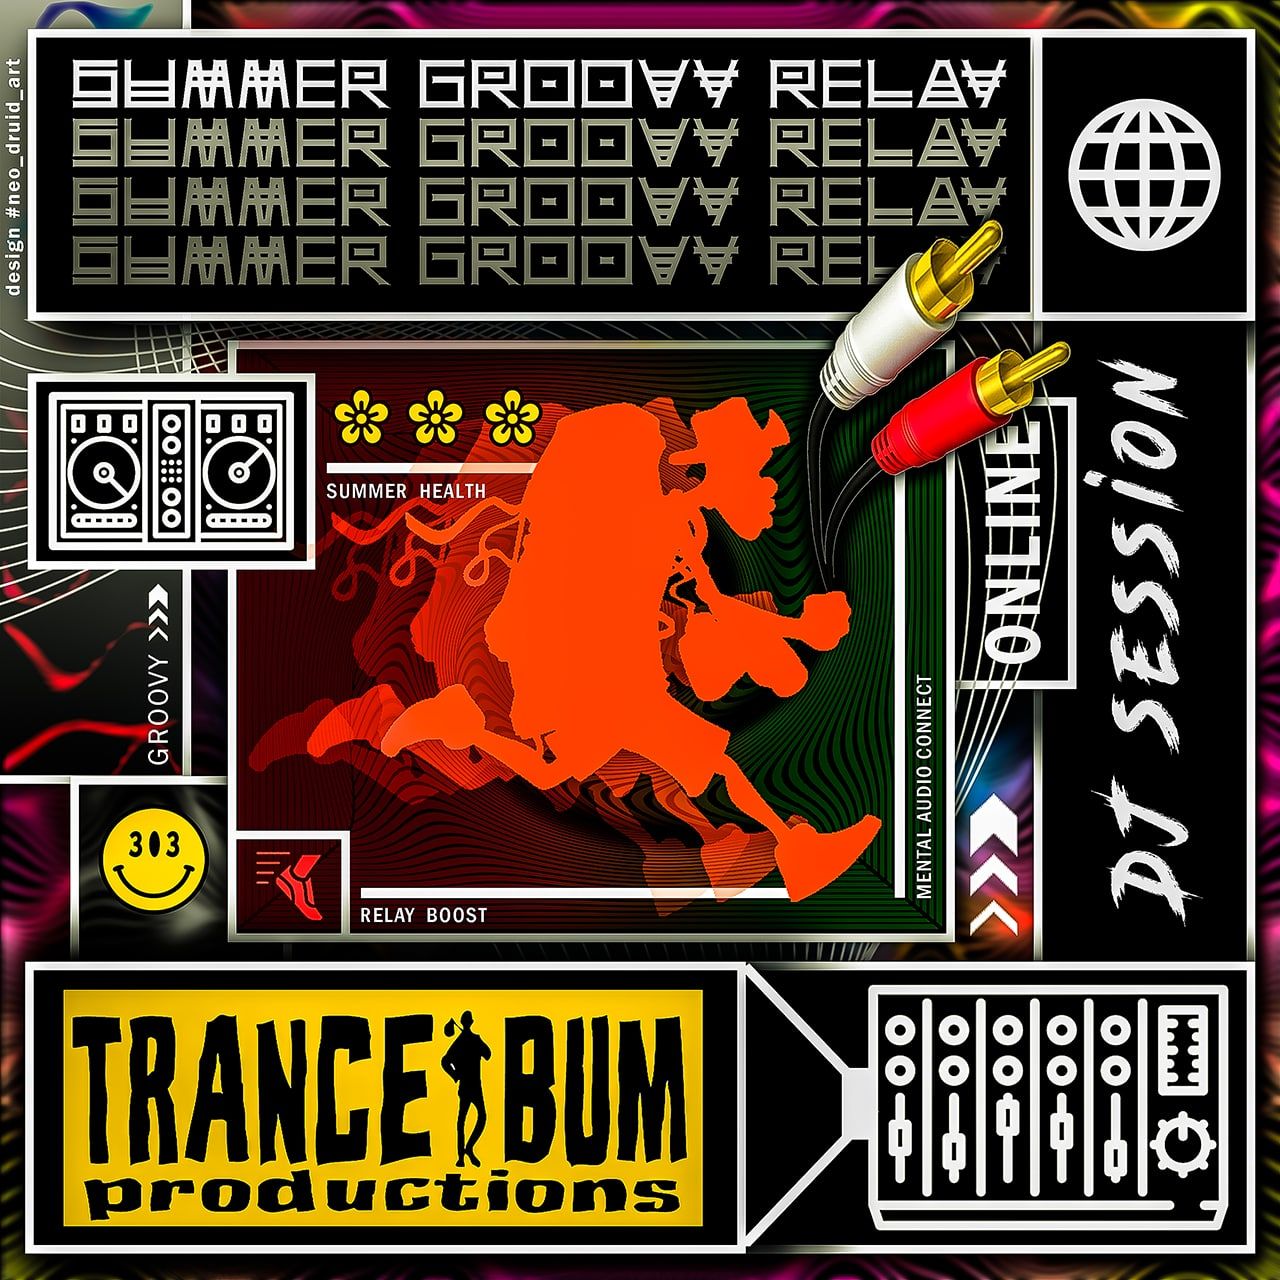 design #neo_druid_art
SUMMER GROOVY RELAY
SUMMER GROOVY RELAY
SUMMER GROOVY RELAY
SUMMER GROOVY RELAY
SUMMER HEALTH
GROOVY
303
RELAY BOOST
MENTAL AUDIO CONNECT
ONLINE
DJ SESSiON
TRANCE BUM
productions